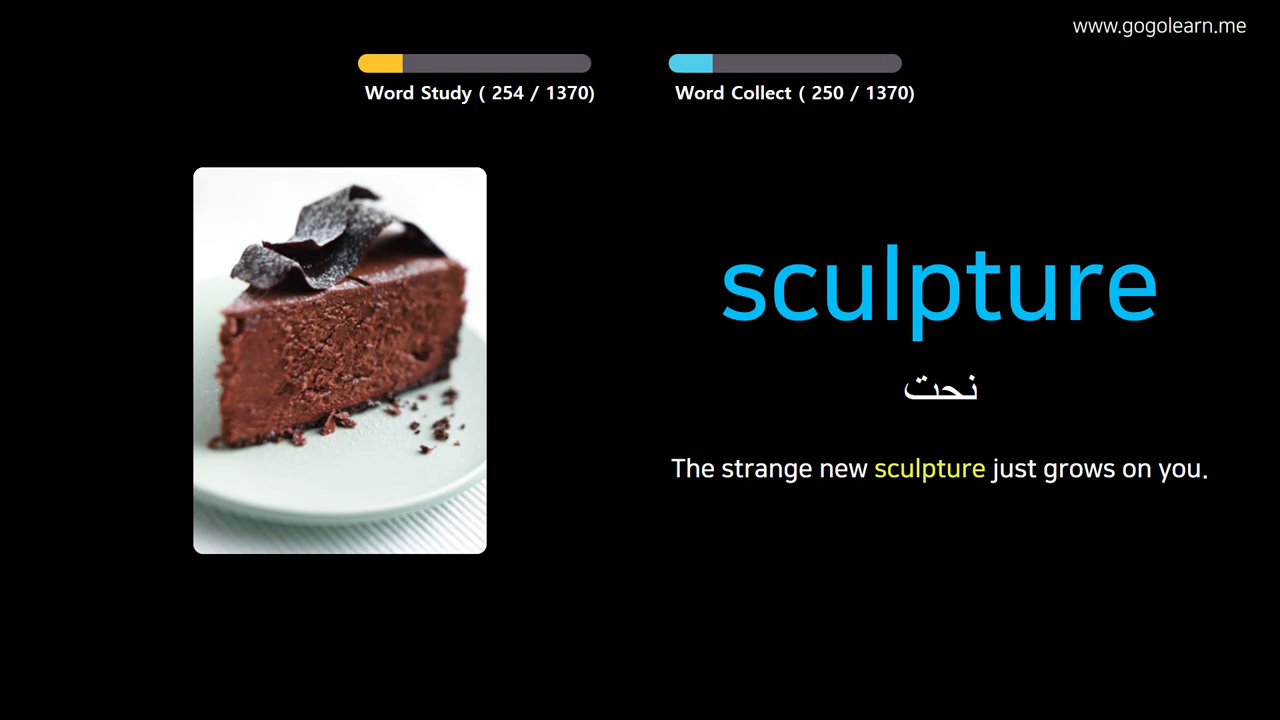 www.gogolearn.me
Word Study ( 254 / 1370)
Word Collect ( 250 / 1370)
sculpture
نحت
The strange new sculpture just grows on you.